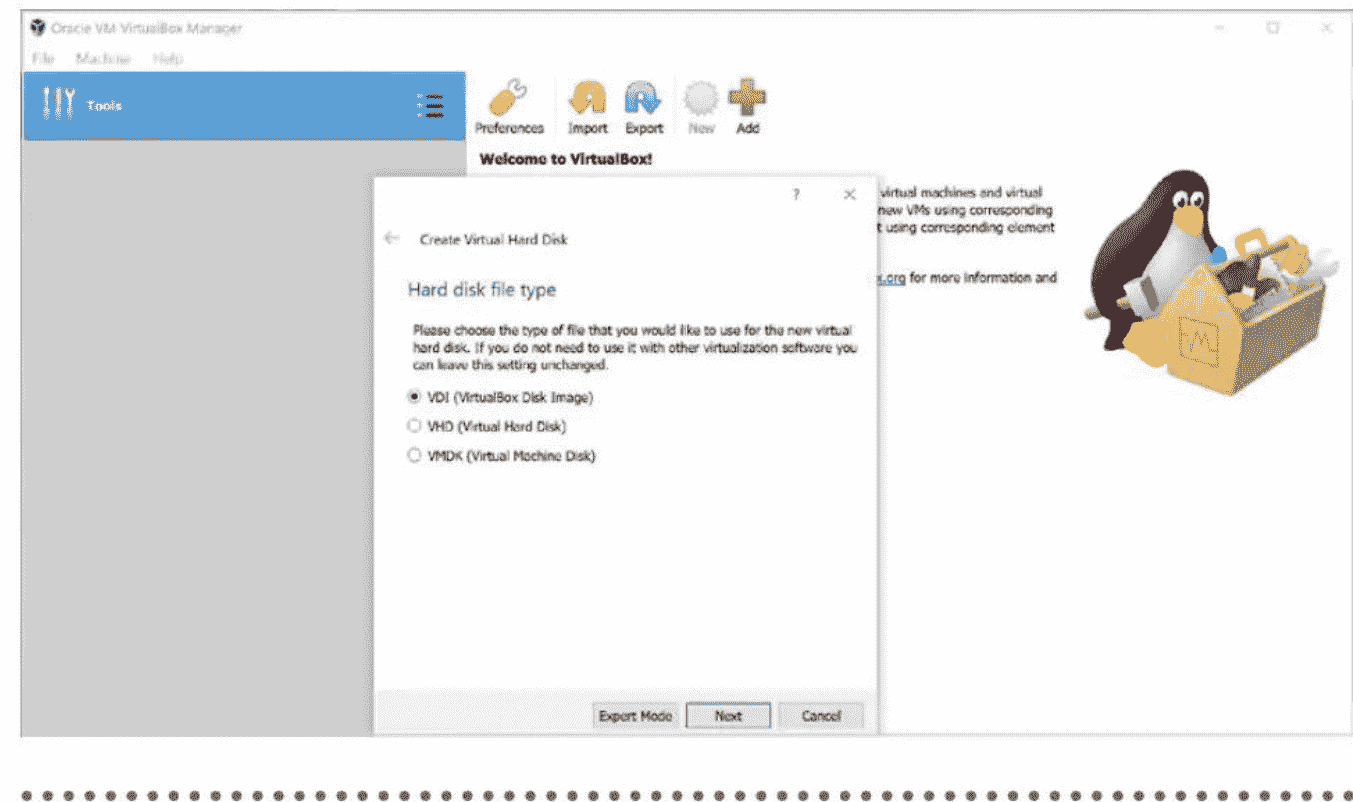 Oracle VM VirtualBox Manager
File Machine Help
Tools
Preferences Import Export New Add
Welcome to VirtualBox!
virtual machines and virtual
new VMs using corresponding
t using corresponding element
x.org for more information and
Create Virtual Hard Disk
Hard disk file type
Please choose the type of file that you would like to use for the new virtual
hard disk. If you do not need to use it with other virtualization software you
can leave this setting unchanged.
VDI (VirtualBox Disk Image)
VHD (Virtual Hard Disk)
VMDK (Virtual Machine Disk)
Expert Mode Next Cancel